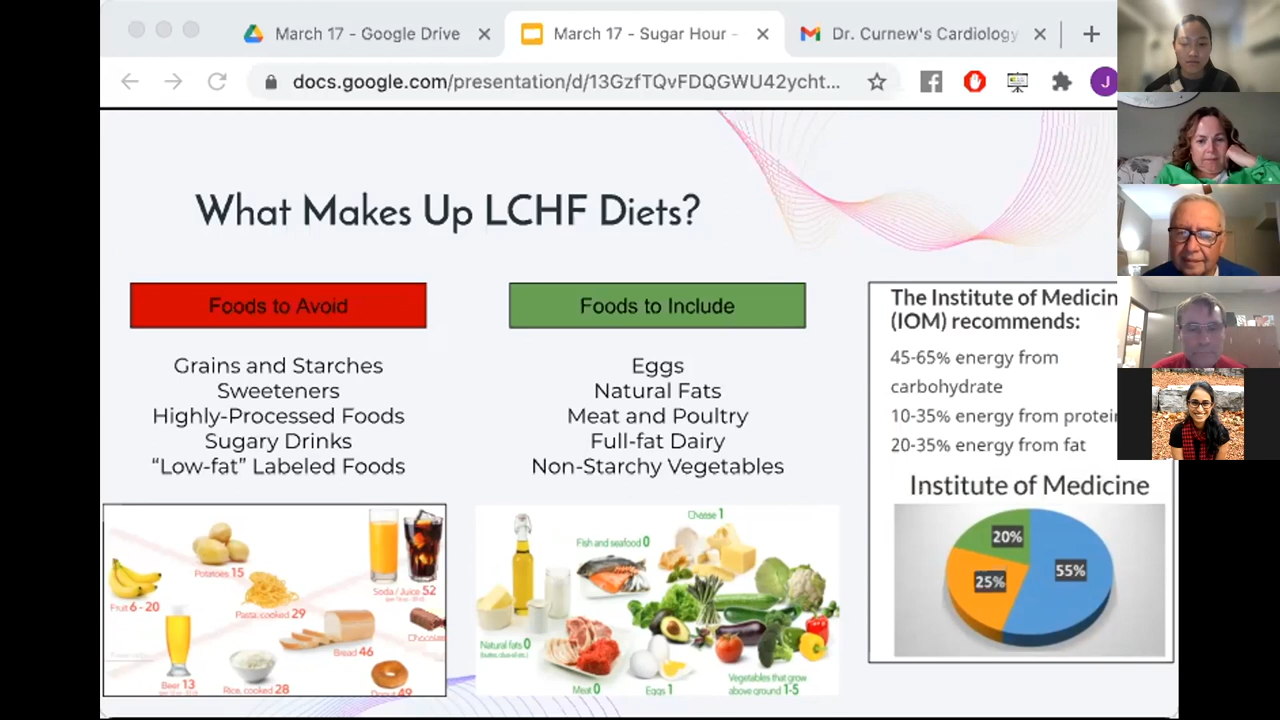 March 17 - Google Drive
March 17 - Sugar Hour -
Dr. Curnew's Cardiology
docs.google.com/presentation/d/13GzfTQvFDQGWU42ycht...
J
What Makes Up LCHF Diets?
Foods to Avoid
Grains and Starches
Sweeteners
Highly-Processed Foods
Sugary Drinks
“Low-fat” Labeled Foods
Foods to Include
Eggs
Natural Fats
Meat and Poultry
Full-fat Dairy
Non-Starchy Vegetables
The Institute of Medicin
(IOM) recommends:
45-65% energy from
carbohydrate
10-35% energy from protein
20-35% energy from fat
Institute of Medicine
20%
25%
55%
Potatoes 15
Fruit 6 - 20
Pasta, cooked 29
Soda / Juice 52
Chocola
Bread 46
Beer 13
Rice, cooked 28
Donut 49
Cheese 1
Fish and seafood 0
Natural fats 0
Meat 0
Eggs 1
Vegetables that grow
above ground 1-5